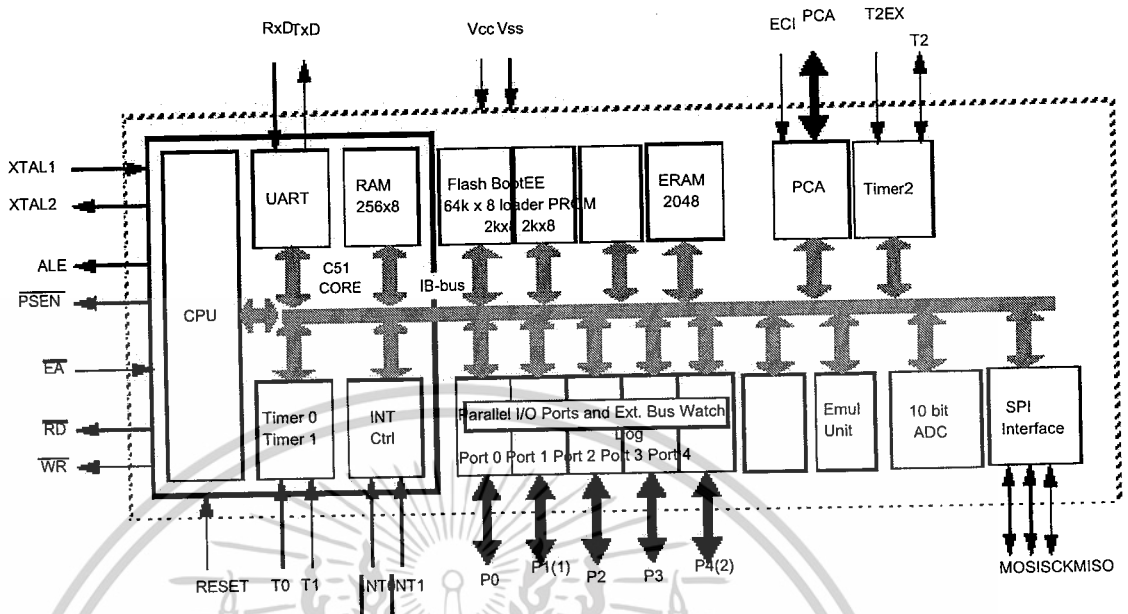 RxD TxD
Vcc Vss
ECI PCA
T2EX
T2
XTAL1
XTAL2
ALE
PSEN
EA
RD
WR
CPU
UART
RAM
256x8
C51
CORE
IB-bus
Flash BootEE
64k x 8 loader PROM
2kx8 2kx8
ERAM
2048
PCA
Timer2
Timer 0
Timer 1
INT
Ctrl
Parallel I/O Ports and Ext. Bus Watch
Dog
Port 0 Port 1 Port 2 Port 3 Port 4
Emul
Unit
10 bit
ADC
SPI
Interface
RESET
T0
T1
INT0
INT1
P0
P1(1)
P2
P3
P4(2)
MOSI SCK MISO